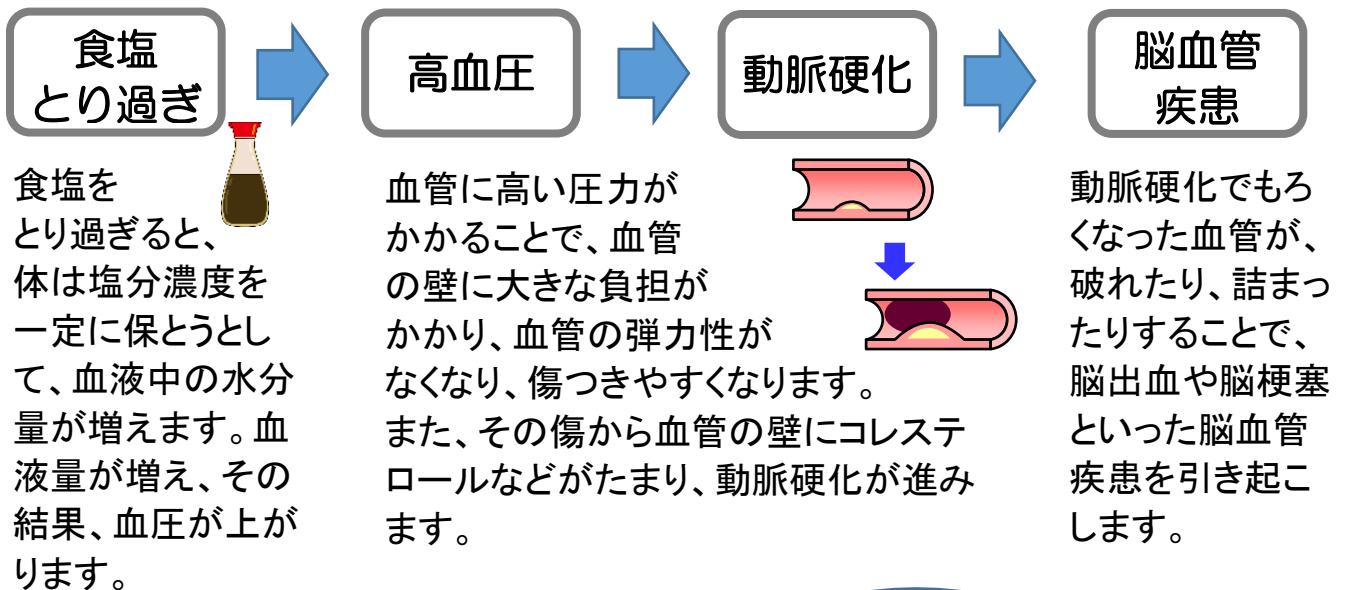 食塩
とり過ぎ
高血圧
動脈硬化
脳血管
疾患
食塩を
とり過ぎると、
体は塩分濃度を
一定に保とうとし
て、血液中の水分
量が増えます。血
液量が増え、その
結果、血圧が上が
ります。
血管に高い圧力が
かかることで、血管
の壁に大きな負担が
かかり、血管の弾力性が
なくなり、傷つきやすくなります。
また、その傷から血管の壁にコレステ
ロールなどがたまり、動脈硬化が進み
ます。
動脈硬化でもろ
くなった血管が、
破れたり、詰まっ
たりすることで、
脳出血や脳梗塞
といった脳血管
疾患を引き起こ
します。